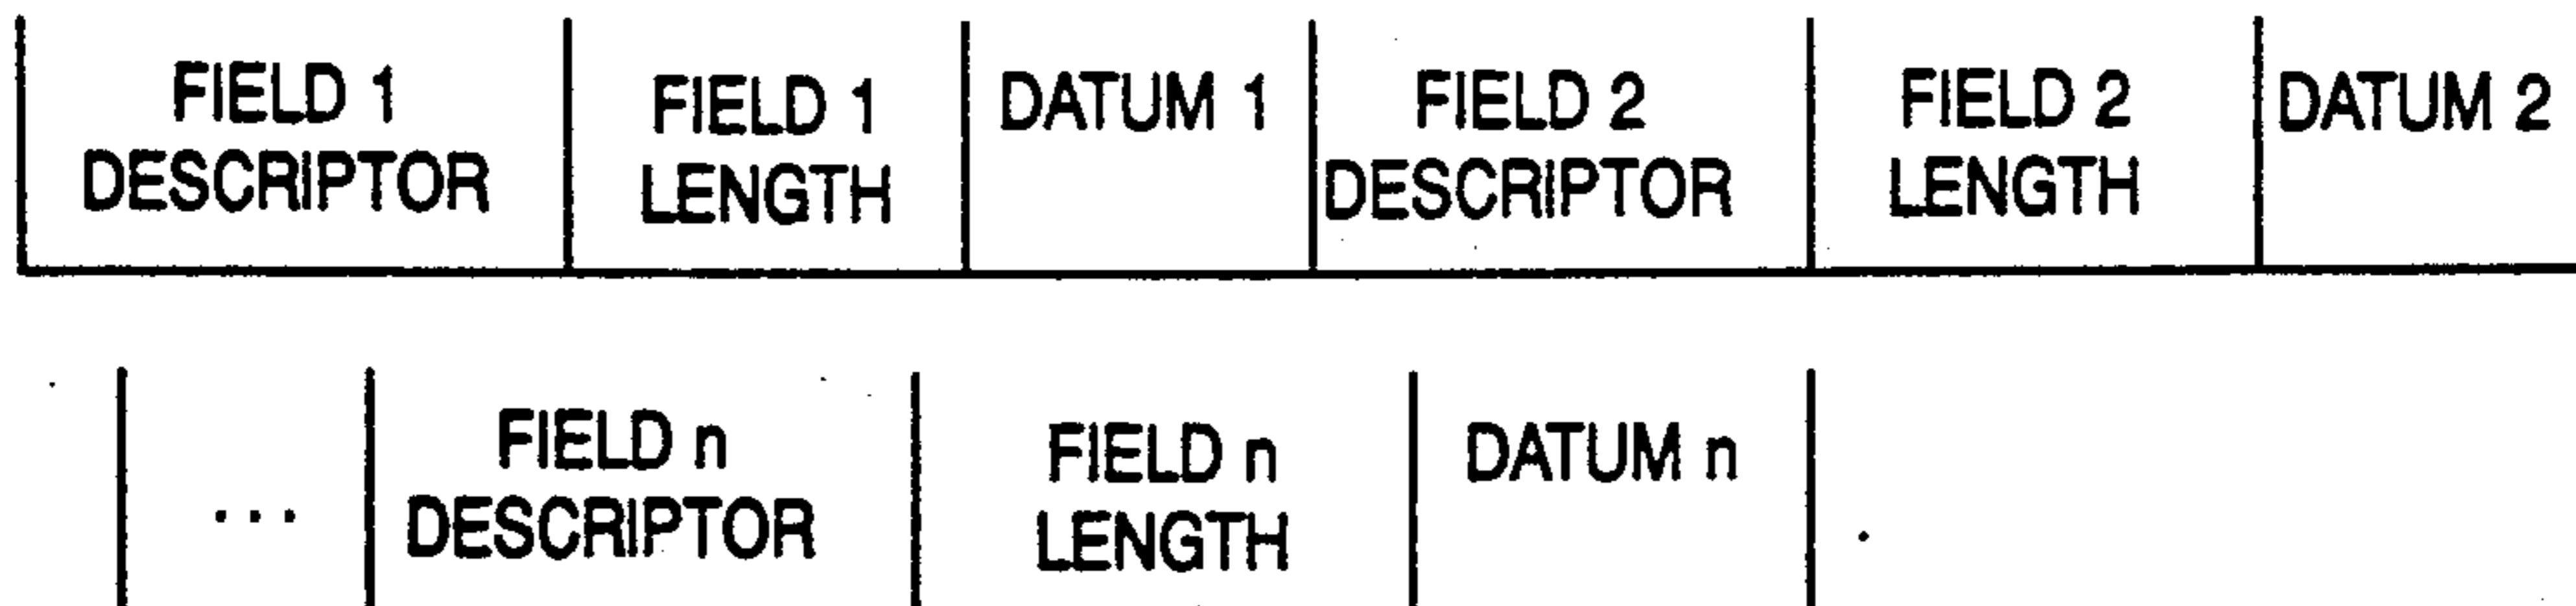 FIELD 1 DESCRIPTOR
FIELD 1 LENGTH
DATUM 1
FIELD 2 DESCRIPTOR
FIELD 2 LENGTH
DATUM 2
...
FIELD n DESCRIPTOR
FIELD n LENGTH
DATUM n